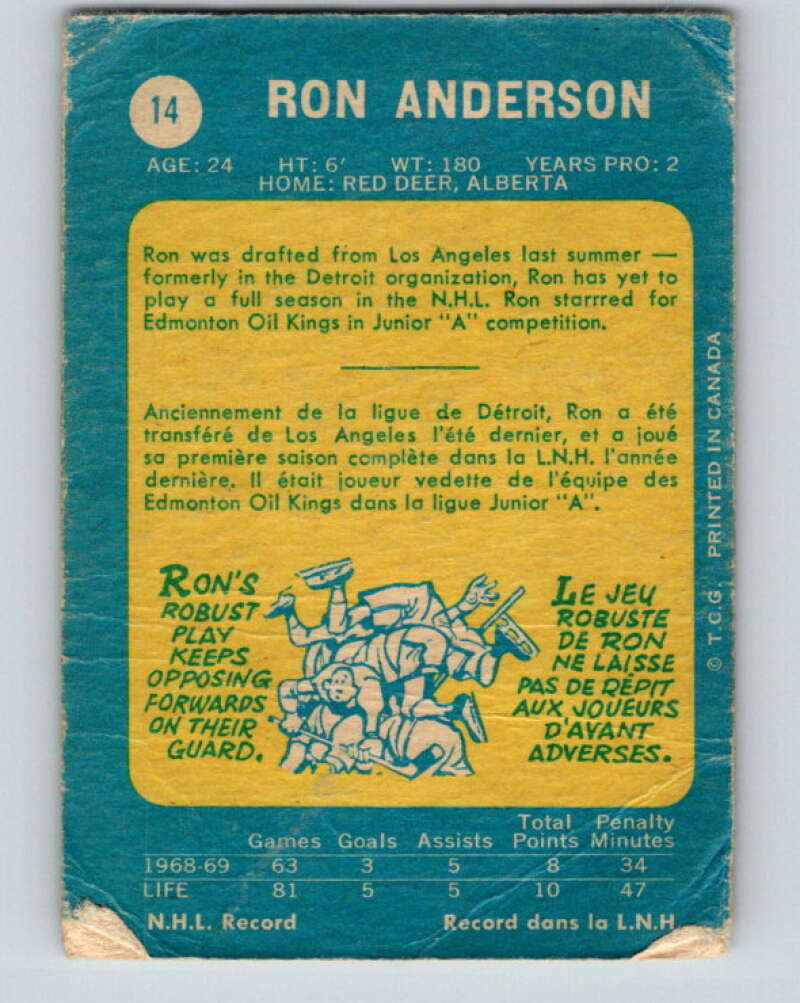 14 RON ANDERSON
AGE: 24 HT: 6' WT: 180 YEARS PRO: 2
HOME: RED DEER, ALBERTA
Ron was drafted from Los Angeles last summer —
formerly in the Detroit organization, Ron has yet to
play a full season in the N.H.L. Ron starrred for
Edmonton Oil Kings in Junior "A" competition.
Anciennement de la ligue de Détroit, Ron a été
transféré de Los Angeles l'été dernier, et a joué
sa première saison complète dans la L.N.H. l'année
dernière. Il était joueur vedette de l'équipe des
Edmonton Oil Kings dans la ligue Junior "A".
RON'S
ROBUST
PLAY
KEEPS
OPPOSING
FORWARDS
ON THEIR
GUARD.
LE JEU
ROBUSTE
DE RON
NE LAISSE
PAS DE RÉPIT
AUX JOUEURS
D'AVANT
ADVERSES.
© T.C.G. PRINTED IN CANADA
Total Penalty
Games Goals Assists Points Minutes
1968-69 63 3 5 8 34
LIFE 81 5 5 10 47
N.H.L. Record Record dans la L.N.H